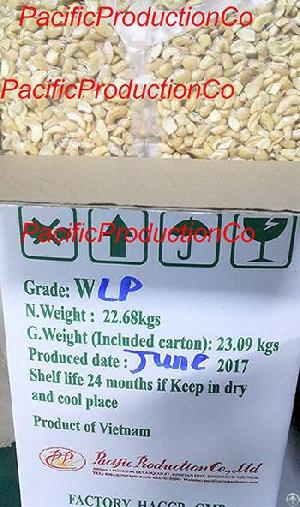 PacificProductionCo
PacificProductionCo
PacificProductionCo
Grade: WLP
N.Weight : 22.68kgs
G.Weight (Included carton): 23.09 kgs
Produced date : June 2017
Shelf life 24 months if Keep in dry
and cool place
Product of Vietnam
PP
Pacific Production Co., Ltd
FACTORY HACCP, GMP